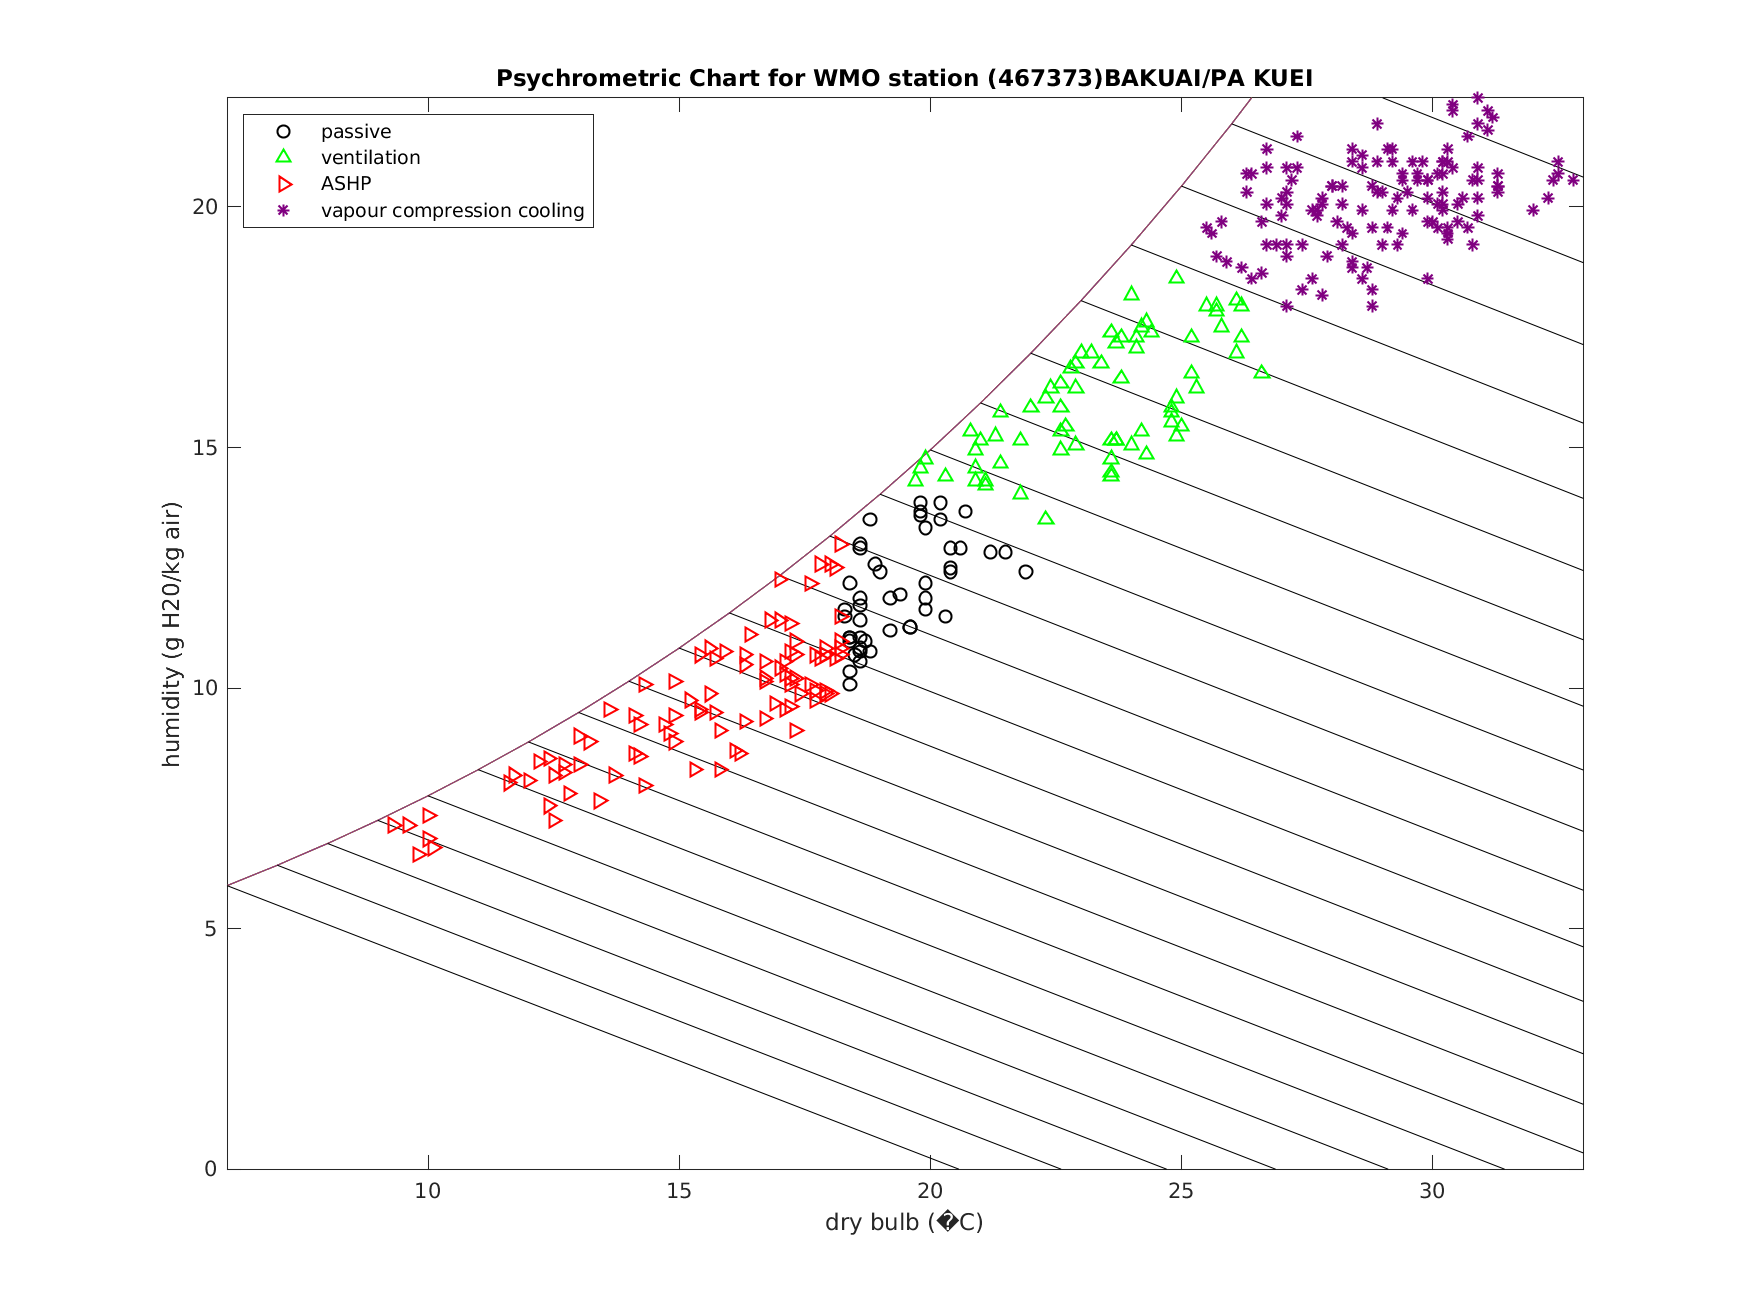 Psychrometric Chart for WMO station (467373)BAKUAI/PA KUEI
passive
ventilation
ASHP
vapour compression cooling
20
15
10
5
0
humidity (g H20/kg air)
10 15 20 25 30
dry bulb (�C)